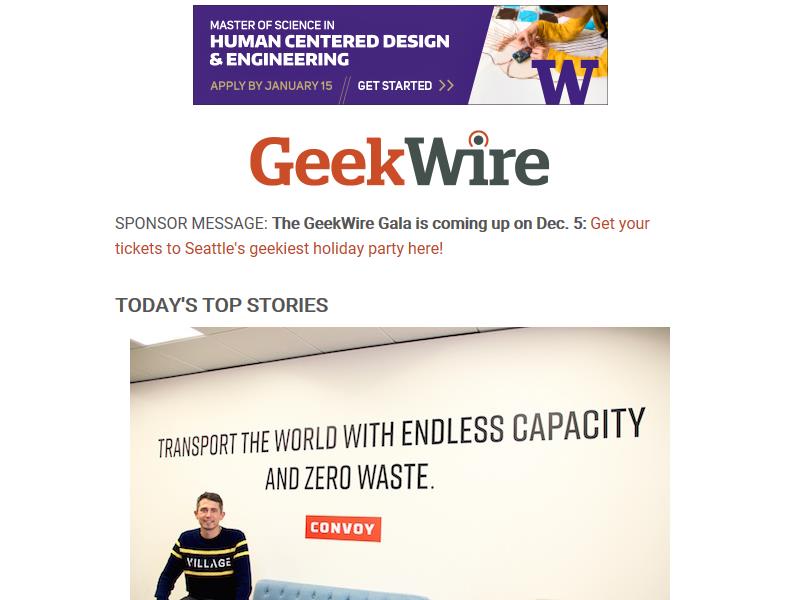 MASTER OF SCIENCE IN
HUMAN CENTERED DESIGN
& ENGINEERING
APPLY BY JANUARY 15 // GET STARTED >>
W
GeekWire
SPONSOR MESSAGE: The GeekWire Gala is coming up on Dec. 5: Get your
tickets to Seattle's geekiest holiday party here!
TODAY'S TOP STORIES
TRANSPORT THE WORLD WITH ENDLESS CAPACITY
AND ZERO WASTE.
CONVOY
VILLAGE